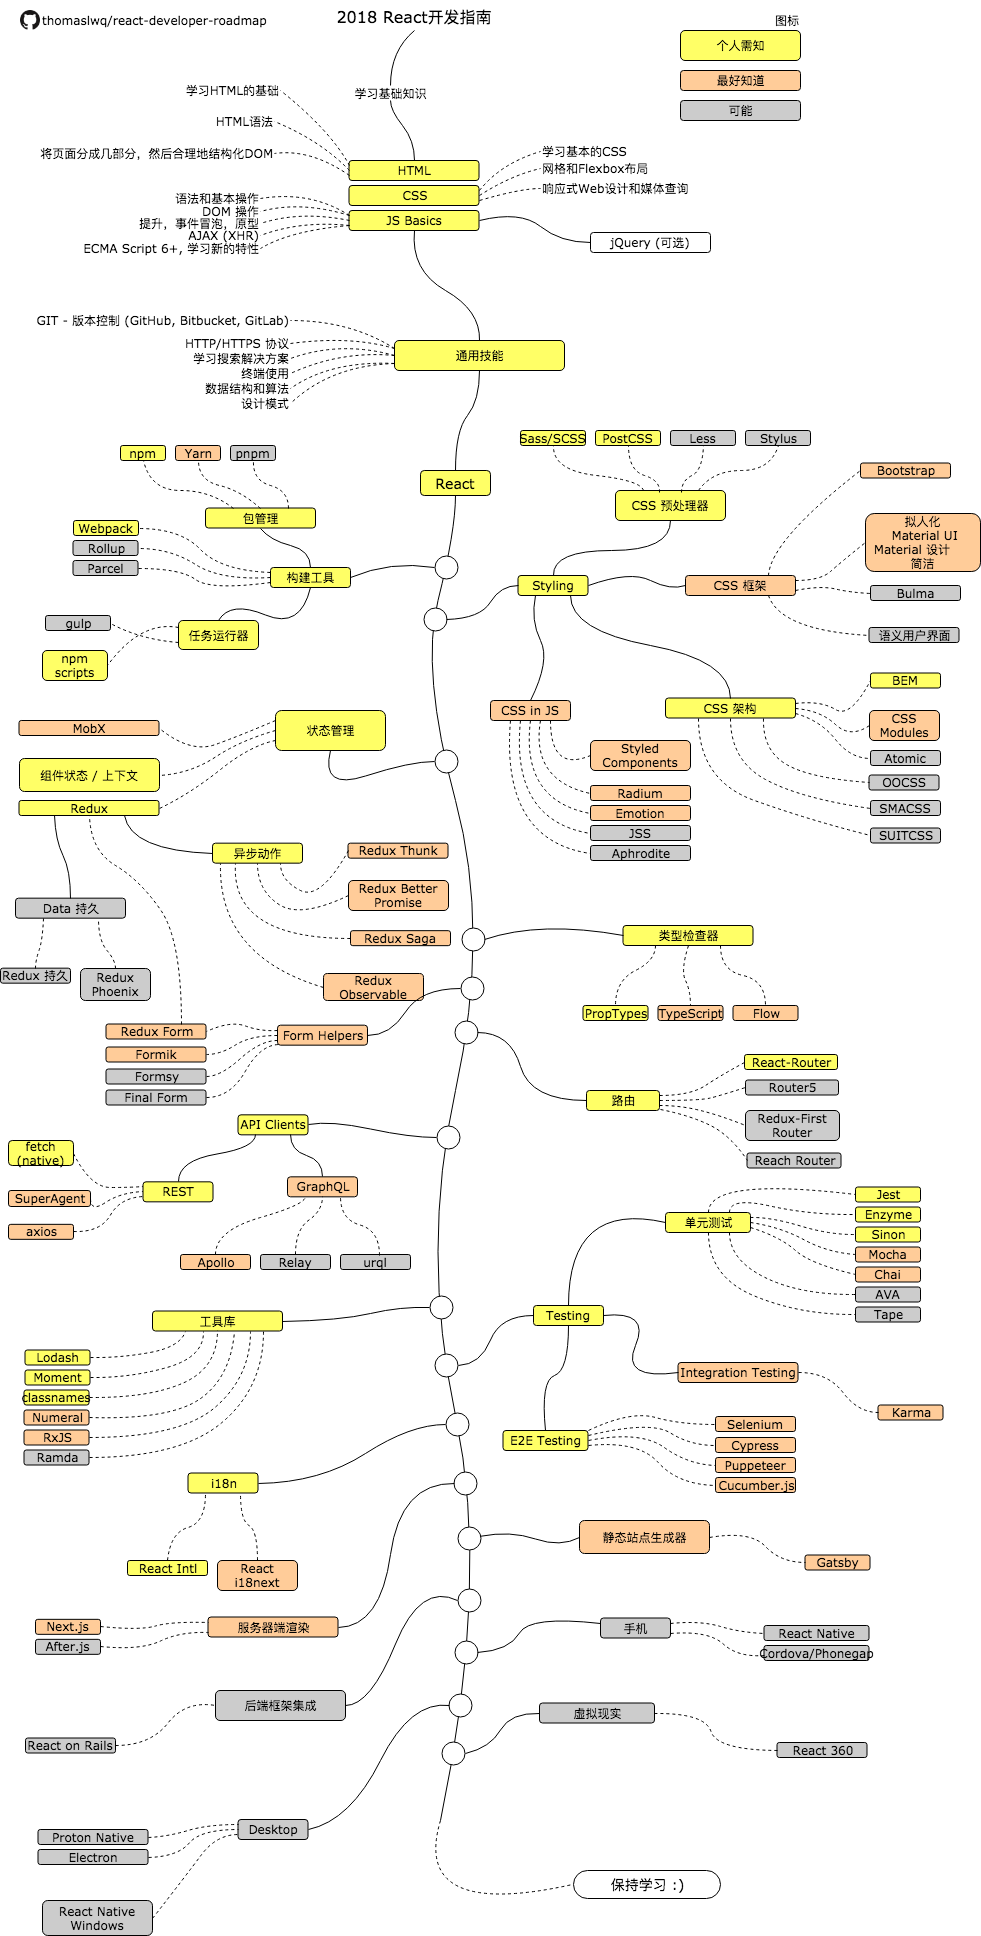 thomaslwq/react-developer-roadmap
2018 React开发指南
图标
个人需知
最好知道
可能
学习基础知识
学习HTML的基础
HTML语法
将页面分成几部分，然后合理地结构化DOM
HTML
学习基本的CSS
网格和Flexbox布局
响应式Web设计和媒体查询
CSS
语法和基本操作
DOM 操作
提升，事件冒泡，原型
AJAX (XHR)
ECMA Script 6+, 学习新的特性
JS Basics
jQuery (可选)
GIT - 版本控制 (GitHub, Bitbucket, GitLab)
HTTP/HTTPS 协议
学习搜索解决方案
终端使用
数据结构和算法
设计模式
通用技能
React
npm
Yarn
pnpm
包管理
Webpack
Rollup
Parcel
构建工具
gulp
npm
scripts
任务运行器
Sass/SCSS
PostCSS
Less
Stylus
CSS 预处理器
Styling
CSS 框架
Bootstrap
拟人化
Material UI
Material 设计
简洁
Bulma
语义用户界面
CSS in JS
Styled
Components
Radium
Emotion
JSS
Aphrodite
CSS 架构
BEM
CSS
Modules
Atomic
OOCSS
SMACSS
SUITCSS
状态管理
MobX
组件状态 / 上下文
Redux
异步动作
Redux Thunk
Redux Better
Promise
Redux Saga
Redux
Observable
Data 持久
Redux 持久
Redux
Phoenix
类型检查器
PropTypes
TypeScript
Flow
Form Helpers
Redux Form
Formik
Formsy
Final Form
路由
React-Router
Router5
Redux-First
Router
Reach Router
API Clients
REST
fetch
(native)
SuperAgent
axios
GraphQL
Apollo
Relay
urql
单元测试
Jest
Enzyme
Sinon
Mocha
Chai
AVA
Tape
Testing
Integration Testing
Karma
E2E Testing
Selenium
Cypress
Puppeteer
Cucumber.js
工具库
Lodash
Moment
classnames
Numeral
RxJS
Ramda
i18n
React Intl
React
i18next
静态站点生成器
Gatsby
服务器端渲染
Next.js
After.js
手机
React Native
Cordova/Phonegap
后端框架集成
React on Rails
虚拟现实
React 360
Desktop
Proton Native
Electron
React Native
Windows
保持学习 :)